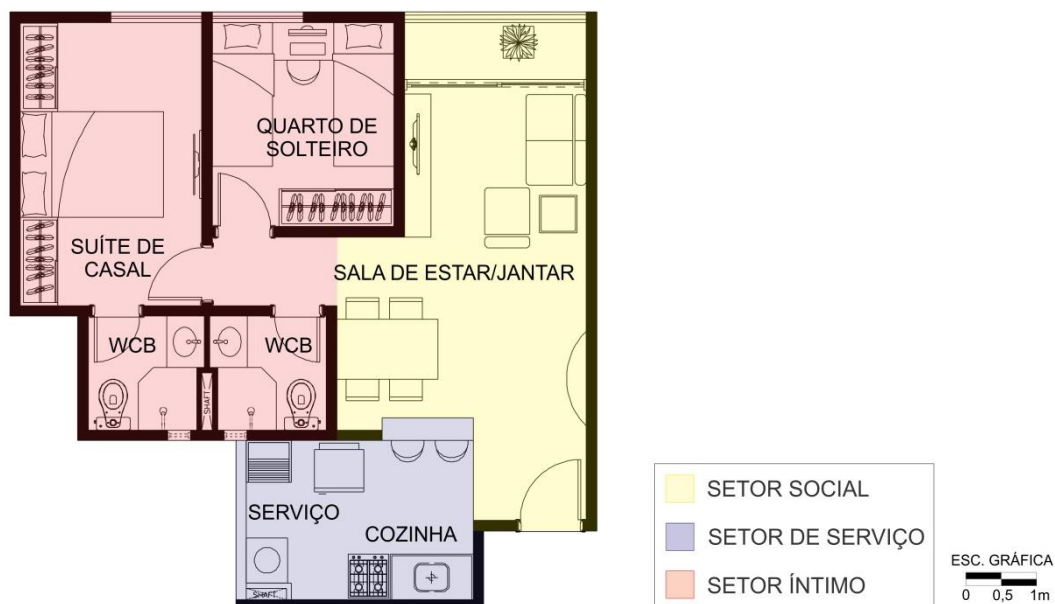 QUARTO DE
SOLTEIRO
SUÍTE DE
CASAL
SALA DE ESTAR/JANTAR
WCB
WCB
SHAFT
SERVIÇO
COZINHA
SHAFT
SETOR SOCIAL
SETOR DE SERVIÇO
SETOR ÍNTIMO
ESC. GRÁFICA
0 0,5 1m